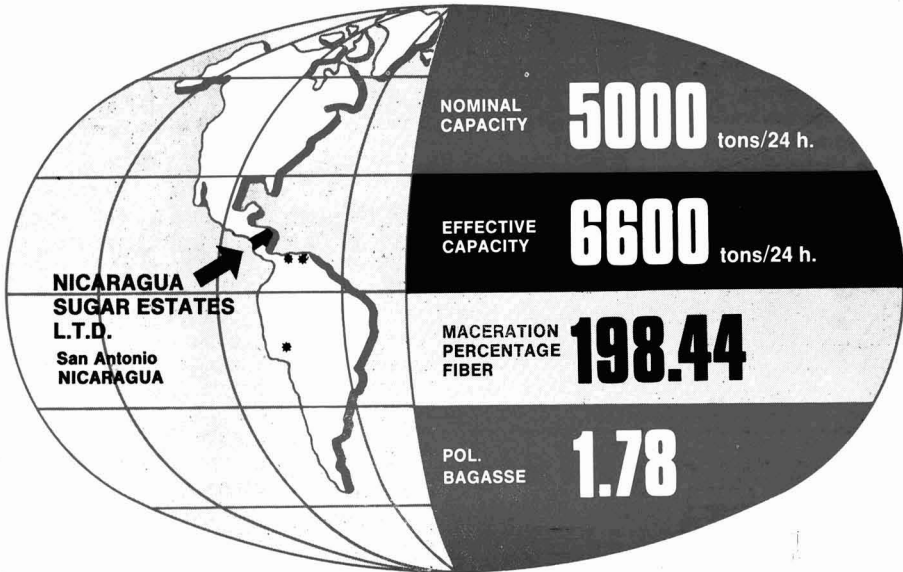 NICARAGUA
SUGAR ESTATES
L.T.D.
San Antonio
NICARAGUA
NOMINAL
CAPACITY
5000 tons/24 h.
EFFECTIVE
CAPACITY
6600 tons/24 h.
MACERATION
PERCENTAGE
FIBER
198.44
POL.
BAGASSE
1.78